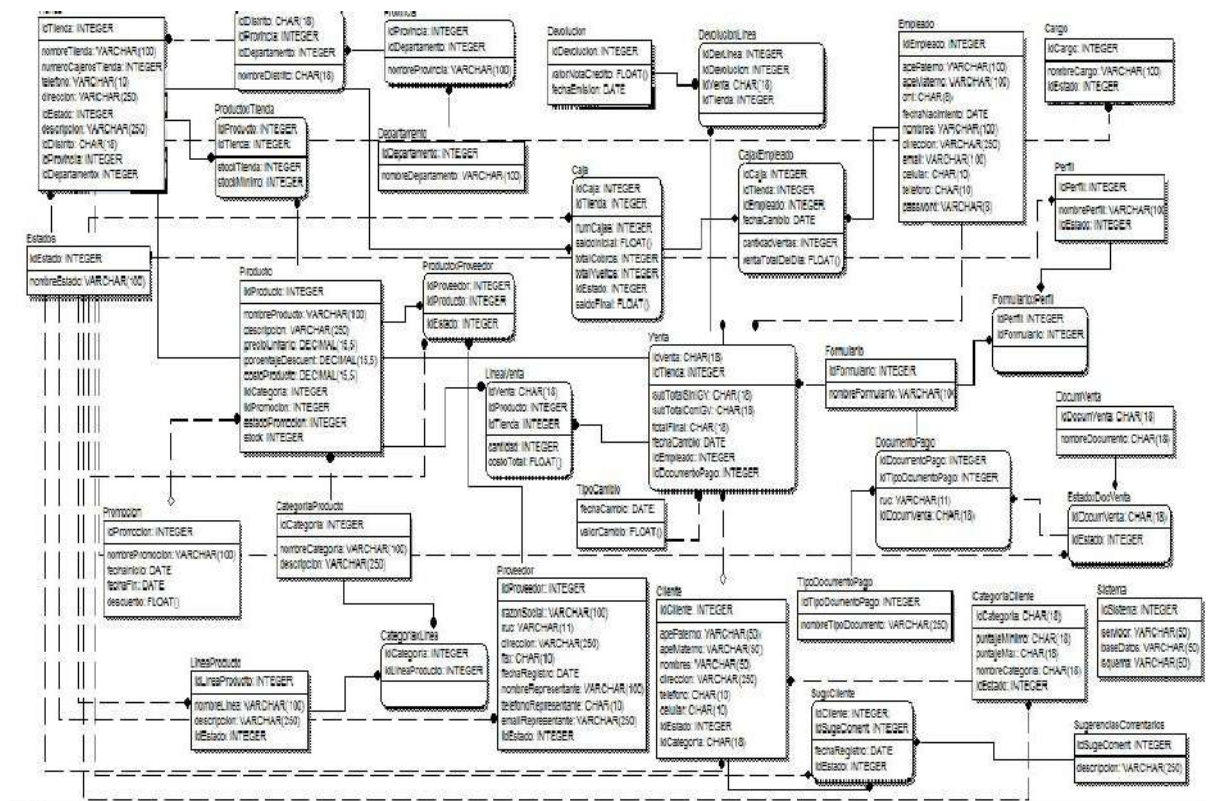 idTienda: INTEGER
nombreTienda: VARCHAR(100)
numeroCajerosTienda: INTEGER
telefono: VARCHAR(10)
direccion: VARCHAR(250)
idEstado: INTEGER
descripcion: VARCHAR(250)
idDistrito: CHAR(18)
idProvincia: INTEGER
idDepartamento: INTEGER
idDistrito: CHAR(18)
idProvincia: INTEGER
idDepartamento: INTEGER
nombreDistrito: CHAR(18)
Provincia
idProvincia: INTEGER
idDepartamento: INTEGER
nombreProvincia: VARCHAR(100)
Devolucion
idDevolucion: INTEGER
valorNotaCredito: FLOAT()
fechaEmision: DATE
DevolucionLinea
idDevLinea: INTEGER
idDevolucion: INTEGER
idVenta: CHAR(18)
idTienda: INTEGER
Empleado
idEmpleado: INTEGER
apePaterno: VARCHAR(100)
apeMaterno: VARCHAR(100)
dni: CHAR(8)
fechaNacimiento: DATE
nombres: VARCHAR(100)
direccion: VARCHAR(250)
email: VARCHAR(100)
celular: CHAR(10)
telefono: CHAR(10)
password: VARCHAR(8)
Cargo
idCargo: INTEGER
nombreCargo: VARCHAR(100)
idEstado: INTEGER
ProductoxTienda
idProducto: INTEGER
idTienda: INTEGER
stockTienda: INTEGER
stockMinimo: INTEGER
Departamento
idDepartamento: INTEGER
nombreDepartamento: VARCHAR(100)
Caja
idCaja: INTEGER
idTienda: INTEGER
numCajas: INTEGER
saldoInicial: FLOAT()
totalCobros: INTEGER
totalVueltos: INTEGER
idEstado: INTEGER
saldoFinal: FLOAT()
CajaxEmpleado
idCaja: INTEGER
idTienda: INTEGER
idEmpleado: INTEGER
fechaCambio: DATE
cantidadVentas: INTEGER
ventaTotalDelDia: FLOAT()
Perfil
idPerfil: INTEGER
nombrePerfil: VARCHAR(100
idEstado: INTEGER
Estados
idEstado: INTEGER
nombreEstado: VARCHAR(100)
Producto
idProducto: INTEGER
nombreProducto: VARCHAR(100)
descripcion: VARCHAR(250)
precioUnitario: DECIMAL(15,5)
porcentajeDescuent: DECIMAL(15,5)
costoProducto: DECIMAL(15,5)
idCategoria: INTEGER
idPromocion: INTEGER
estadoPromocion: INTEGER
stock: INTEGER
ProductoxProveedor
idProveedor: INTEGER
idProducto: INTEGER
idEstado: INTEGER
FormularioxPerfil
idPerfil: INTEGER
idFormulario: INTEGER
Venta
idVenta: CHAR(18)
idTienda: INTEGER
subTotalSinIGV: CHAR(18)
subTotalConIGV: CHAR(18)
totalFinal: CHAR(18)
fechaCambio: DATE
idEmpleado: INTEGER
idDocumentoPago: INTEGER
Formulario
idFormulario: INTEGER
nombreFormulario: VARCHAR(100
LineaVenta
idVenta: CHAR(18)
idProducto: INTEGER
idTienda: INTEGER
cantidad: INTEGER
costoTotal: FLOAT()
DocumVenta
idDocumVenta: CHAR(18)
nombreDocumento: CHAR(18)
DocumentoPago
idDocumentoPago: INTEGER
idTipoDocumentoPago: INTEGER
ruc: VARCHAR(11)
idDocumVenta: CHAR(18)
EstadoxDocVenta
idDocumVenta: CHAR(18)
idEstado: INTEGER
TipoCambio
fechaCambio: DATE
valorCambio: FLOAT()
Promocion
idPromocion: INTEGER
nombrePromocion: VARCHAR(100)
fechaInicio: DATE
fechaFin: DATE
descuento: FLOAT()
CategoriaProducto
idCategoria: INTEGER
nombreCategoria: VARCHAR(100)
descripcion: VARCHAR(250)
Proveedor
idProveedor: INTEGER
razonSocial: VARCHAR(100)
ruc: VARCHAR(11)
direccion: VARCHAR(250)
fax: CHAR(10)
fechaRegistro: DATE
nombreRepresentante: VARCHAR(100)
telefonoRepresentante: CHAR(10)
emailRepresentante: VARCHAR(250)
idEstado: INTEGER
Cliente
idCliente: INTEGER
apePaterno: VARCHAR(50)
apeMaterno: VARCHAR(50)
nombres: VARCHAR(50)
direccion: VARCHAR(250)
telefono: CHAR(10)
celular: CHAR(10)
idEstado: INTEGER
idCategoria: CHAR(18)
TipoDocumentoPago
idTipoDocumentoPago: INTEGER
nombreTipoDocumento: VARCHAR(250)
CategoriaCliente
idCategoria: CHAR(18)
puntajeMinimo: CHAR(18)
puntajeMax: CHAR(18)
nombreCategoria: CHAR(18)
idEstado: INTEGER
Sistema
idSistema: INTEGER
servidor: VARCHAR(50)
baseDatos: VARCHAR(50)
esquema: VARCHAR(50)
CategoriaxLinea
idCategoria: INTEGER
idLineaProducto: INTEGER
LineaProducto
idLineaProducto: INTEGER
nombreLinea: VARCHAR(100)
descripcion: VARCHAR(250)
idEstado: INTEGER
SugxCliente
idCliente: INTEGER
idSugeComent: INTEGER
fechaRegistro: DATE
idEstado: INTEGER
SugerenciasComentarios
idSugeComent: INTEGER
descripcion: VARCHAR(250)